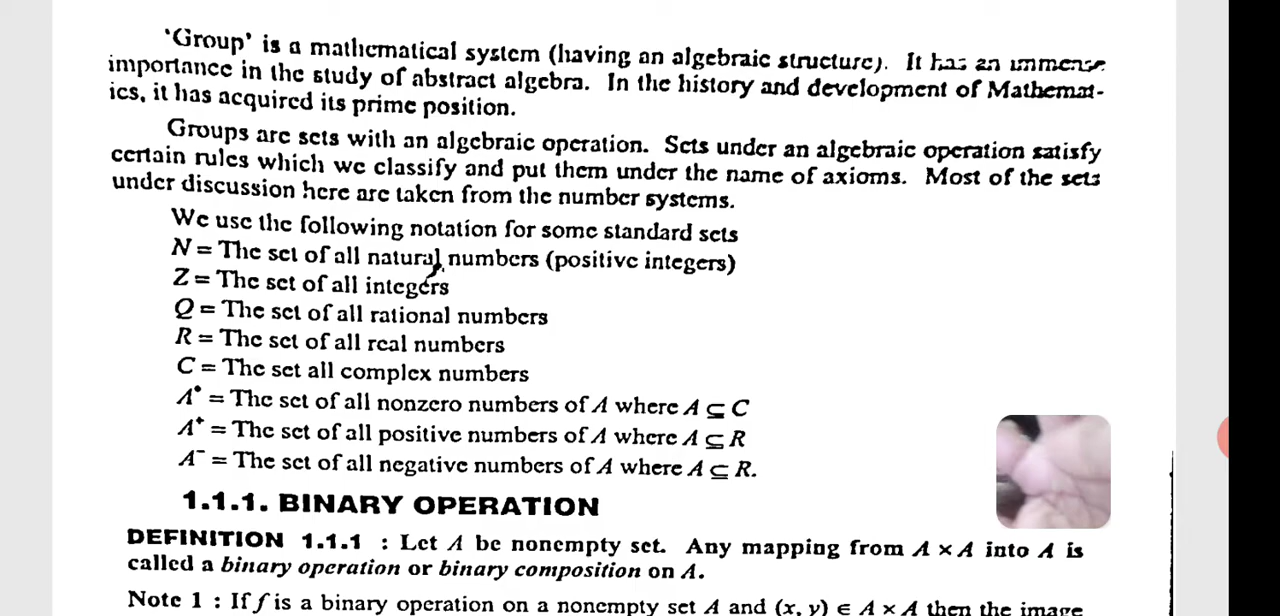 ‘Group’ is a mathematical system (having an algebraic structure). It has an immense
importance in the study of abstract algebra. In the history and development of Mathemat-
ics, it has acquired its prime position.
Groups are sets with an algebraic operation. Sets under an algebraic operation satisfy
certain rules which we classify and put them under the name of axioms. Most of the sets
under discussion here are taken from the number systems.
We use the following notation for some standard sets
N = The set of all natural numbers (positive integers)
Z = The set of all integers
Q = The set of all rational numbers
R = The set of all real numbers
C = The set all complex numbers
A* = The set of all nonzero numbers of A where A ⊆ C
A⁺ = The set of all positive numbers of A where A ⊆ R
A⁻ = The set of all negative numbers of A where A ⊆ R.
1.1.1. BINARY OPERATION
DEFINITION 1.1.1 : Let A be nonempty set. Any mapping from A × A into A is
called a binary operation or binary composition on A.
Note 1 : If f is a binary operation on a nonempty set A and (x, y) ∈ A × A then the image